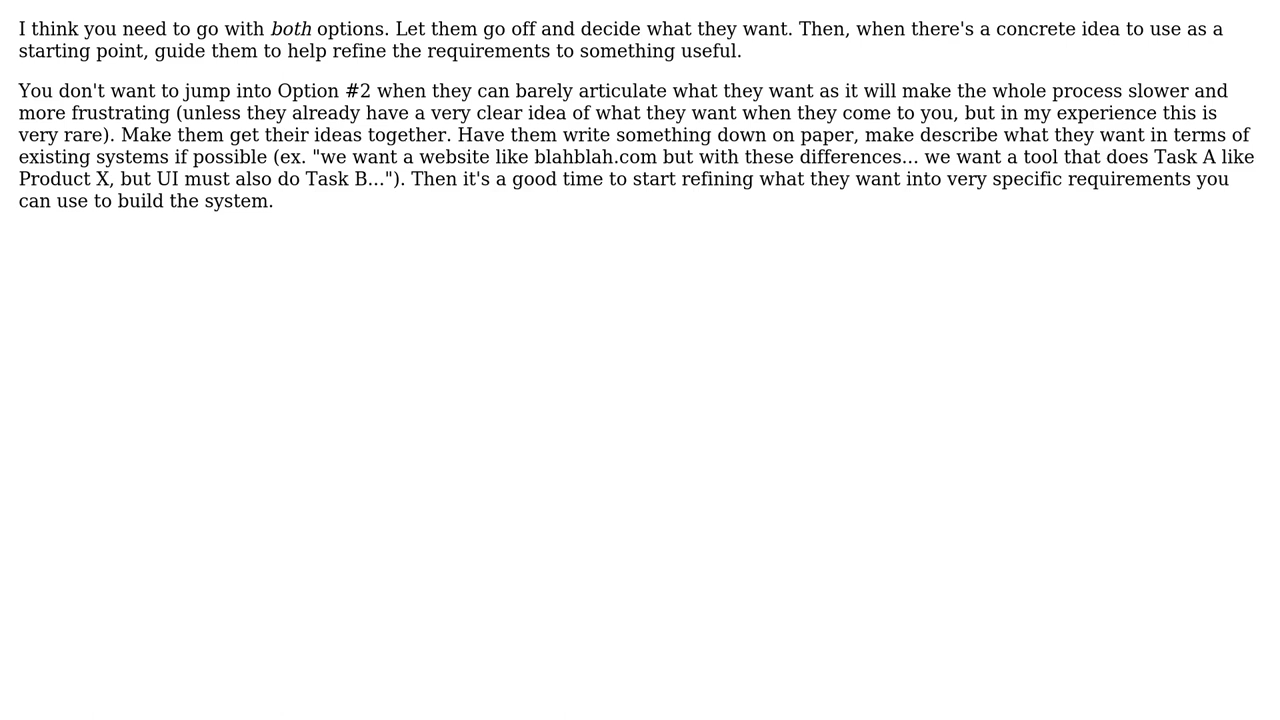 I think you need to go with both options. Let them go off and decide what they want. Then, when there's a concrete idea to use as a
starting point, guide them to help refine the requirements to something useful.
You don't want to jump into Option #2 when they can barely articulate what they want as it will make the whole process slower and
more frustrating (unless they already have a very clear idea of what they want when they come to you, but in my experience this is
very rare). Make them get their ideas together. Have them write something down on paper, make describe what they want in terms of
existing systems if possible (ex. "we want a website like blahblah.com but with these differences... we want a tool that does Task A like
Product X, but UI must also do Task B..."). Then it's a good time to start refining what they want into very specific requirements you
can use to build the system.